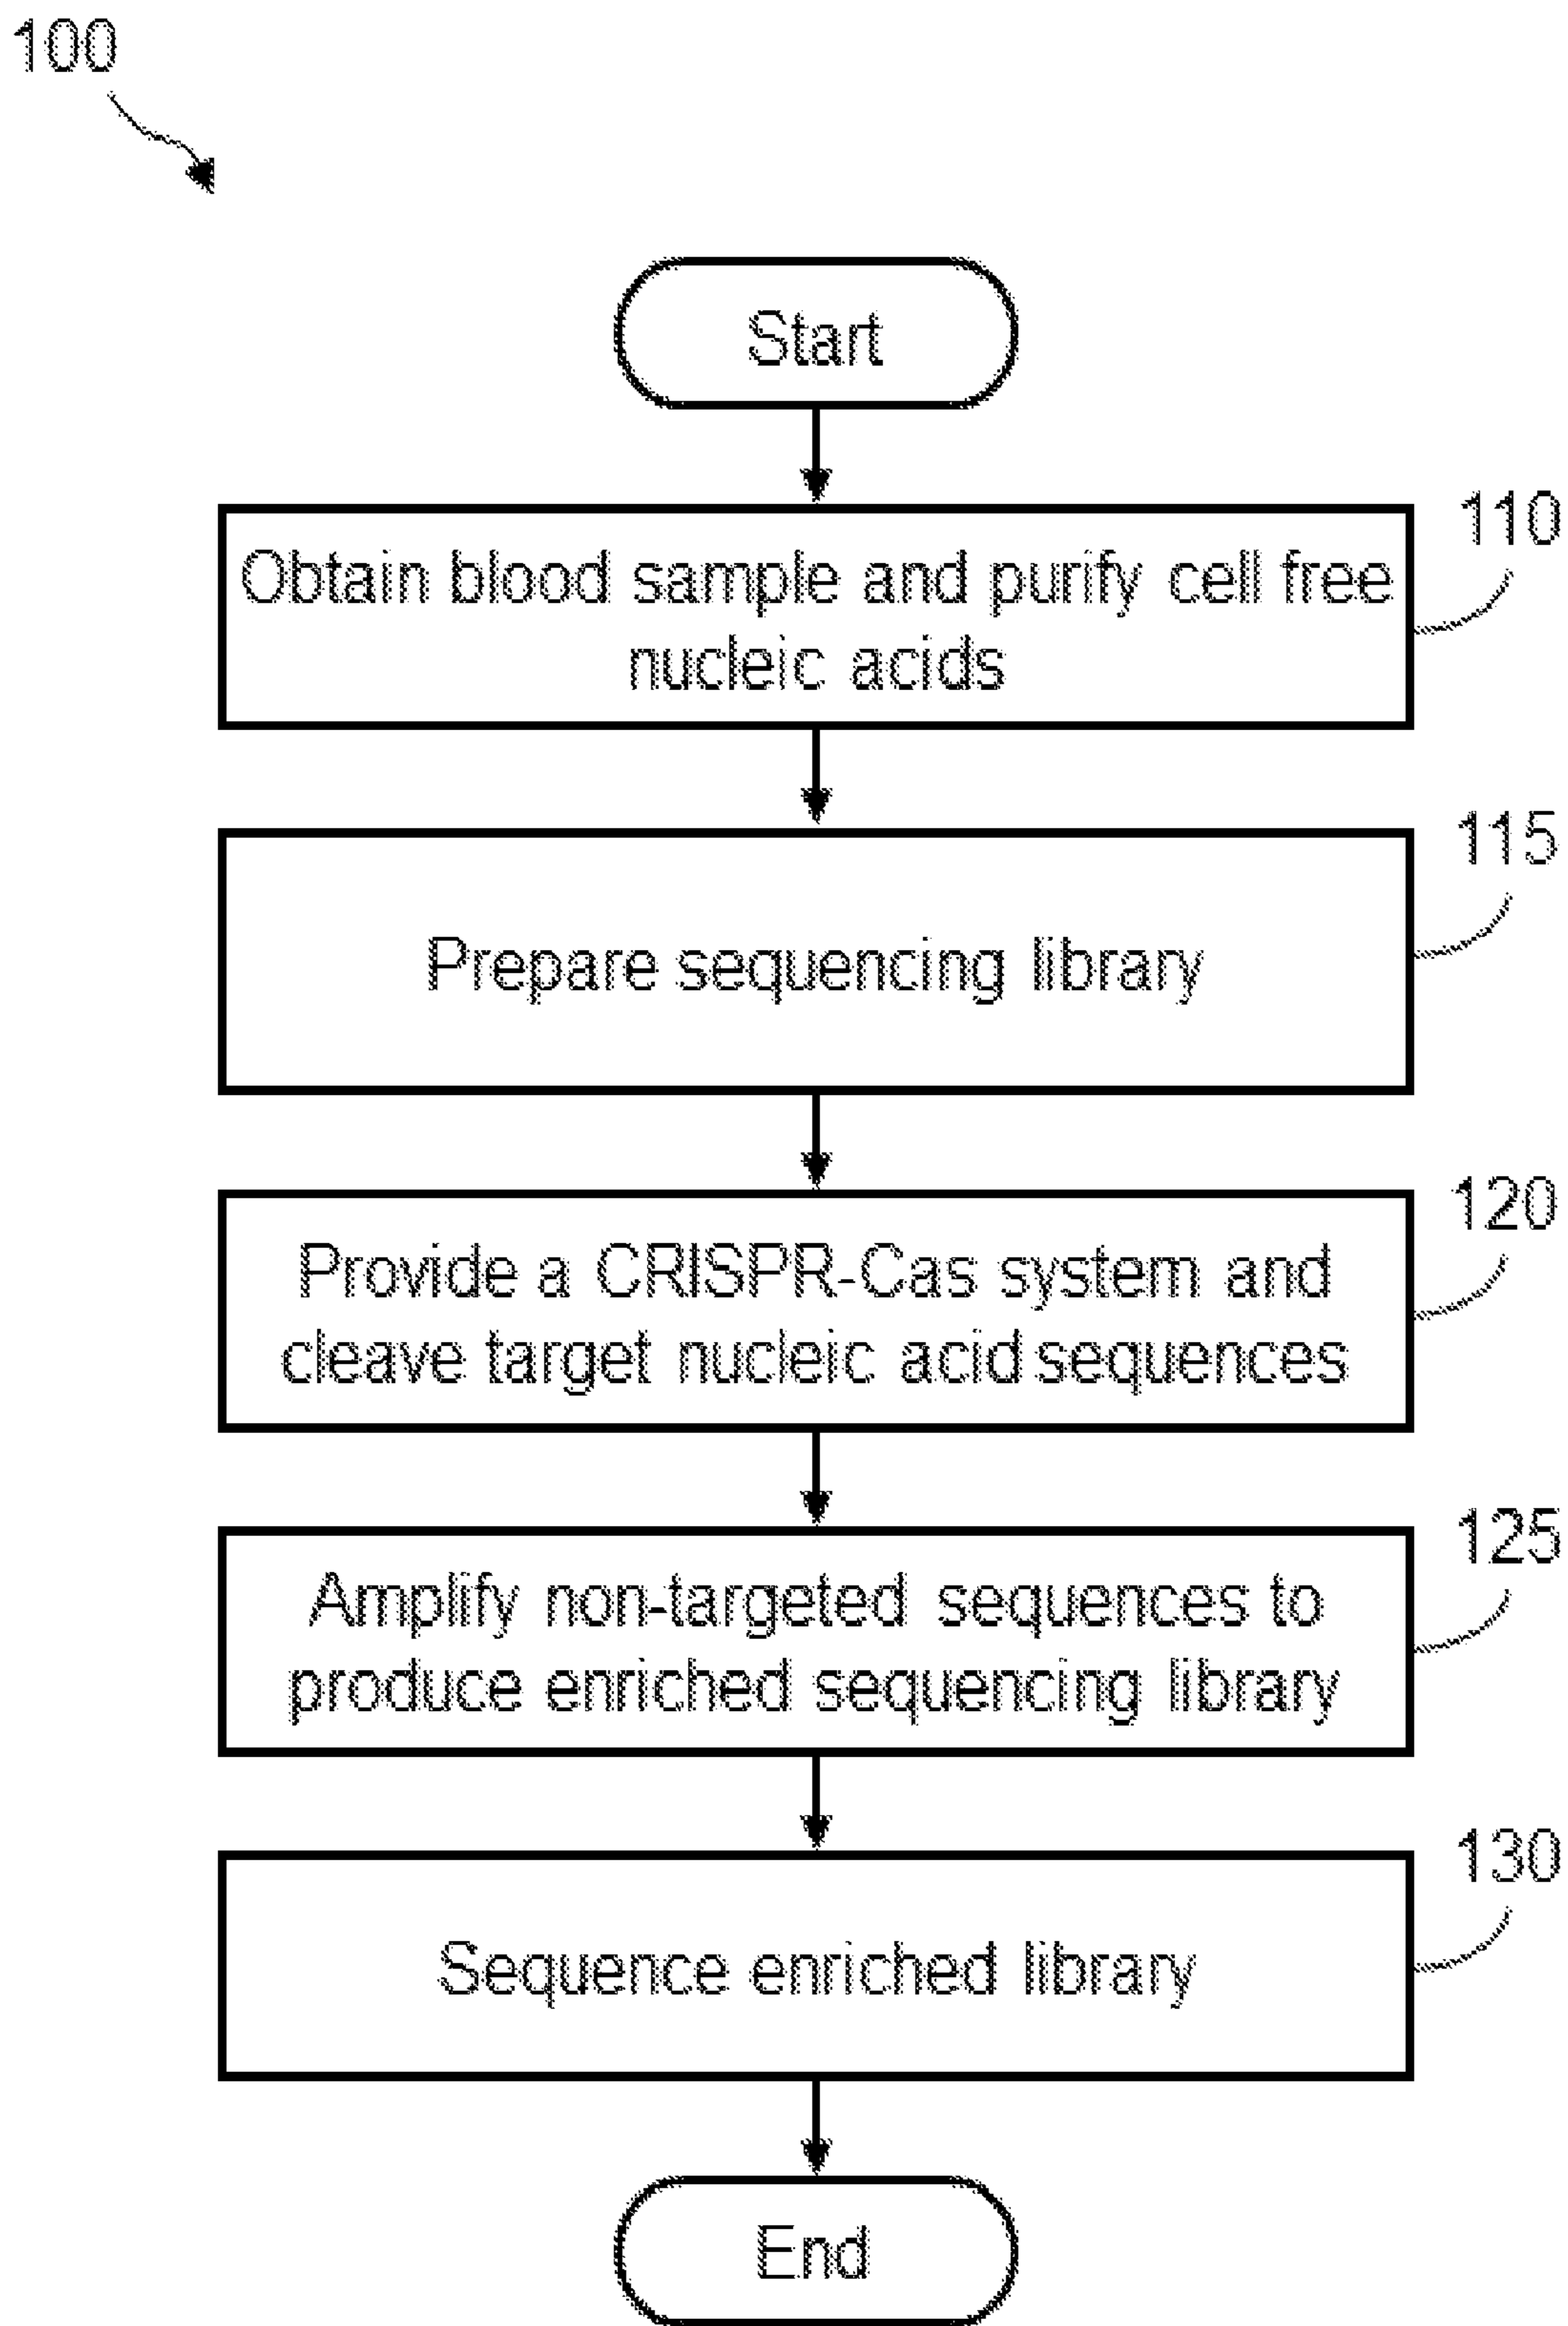 100
Start
110
Obtain blood sample and purify cell free
nucleic acids
115
Prepare sequencing library
120
Provide a CRISPR-Cas system and
cleave target nucleic acid sequences
125
Amplify non-targeted sequences to
produce enriched sequencing library
130
Sequence enriched library
End